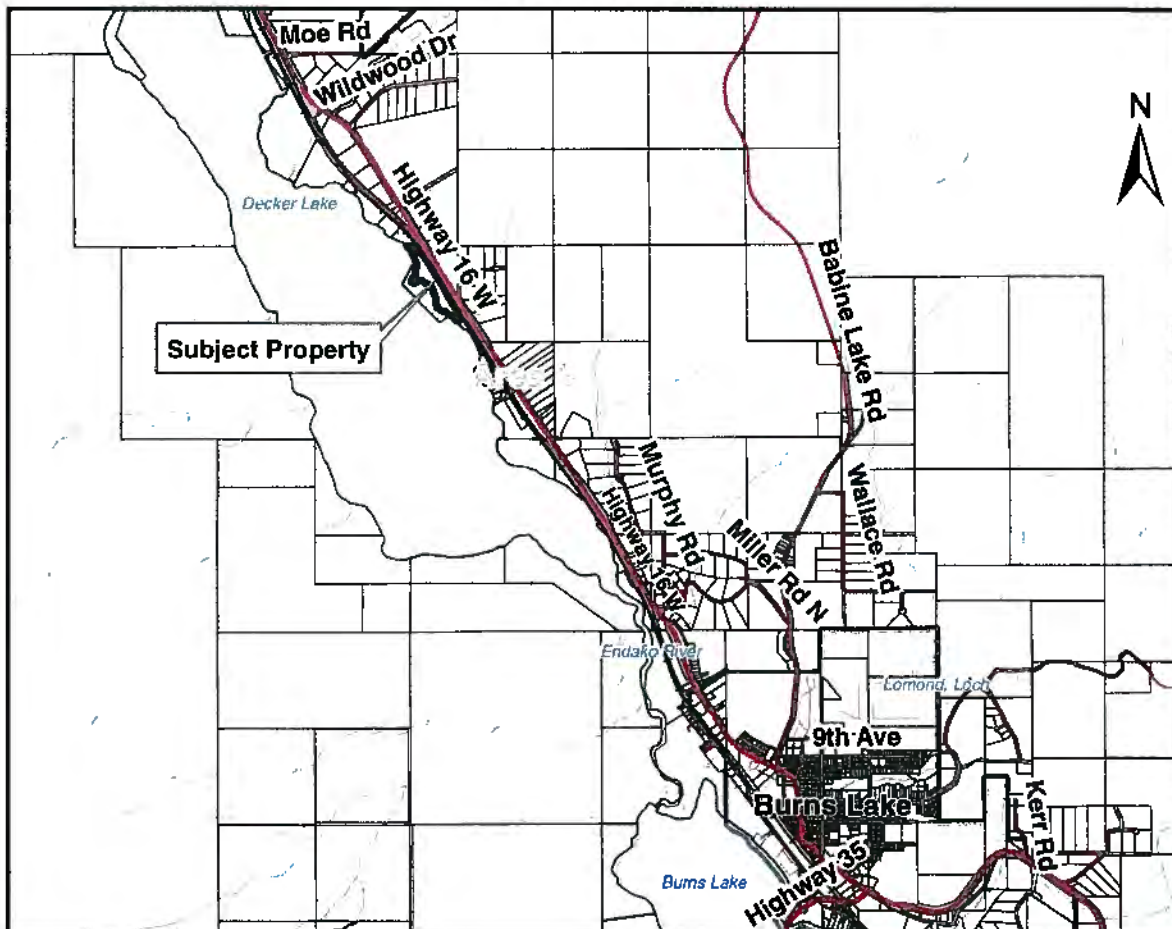 Moe Rd
Wildwood Dr
N
Decker Lake
Highway 16 W
Babine Lake Rd
Subject Property
Murphy Rd
Wallace Rd
Highway 16 W
Miller Rd N
Endako River
Lomond, Loch
9th Ave
Burns Lake
Kerr Rd
Burns Lake
Highway 35